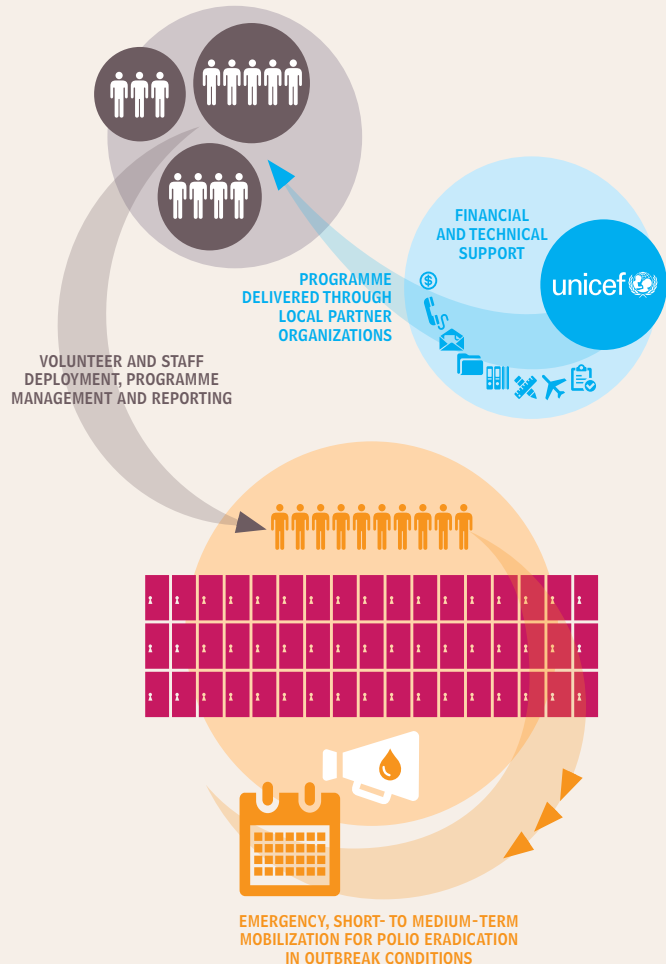 FINANCIAL
AND TECHNICAL
SUPPORT
unicef
$
PROGRAMME
DELIVERED THROUGH
LOCAL PARTNER
ORGANIZATIONS
VOLUNTEER AND STAFF
DEPLOYMENT, PROGRAMME
MANAGEMENT AND REPORTING
EMERGENCY, SHORT- TO MEDIUM-TERM
MOBILIZATION FOR POLIO ERADICATION
IN OUTBREAK CONDITIONS